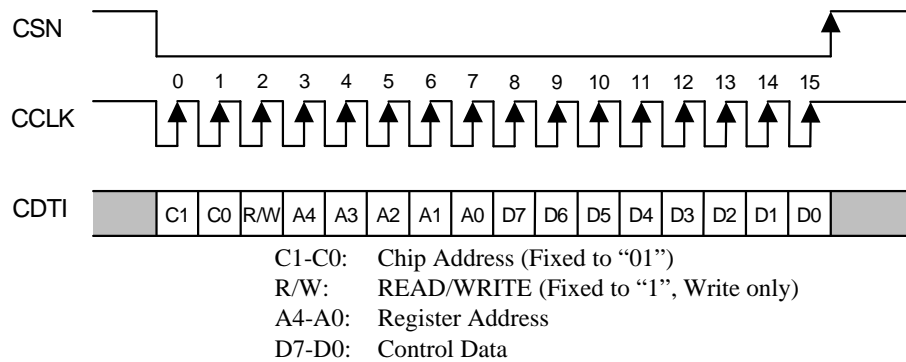 CSN
0 1 2 3 4 5 6 7 8 9 10 11 12 13 14 15
CCLK
CDTI C1 C0 R/W A4 A3 A2 A1 A0 D7 D6 D5 D4 D3 D2 D1 D0
C1-C0: Chip Address (Fixed to “01”)
R/W: READ/WRITE (Fixed to “1”, Write only)
A4-A0: Register Address
D7-D0: Control Data